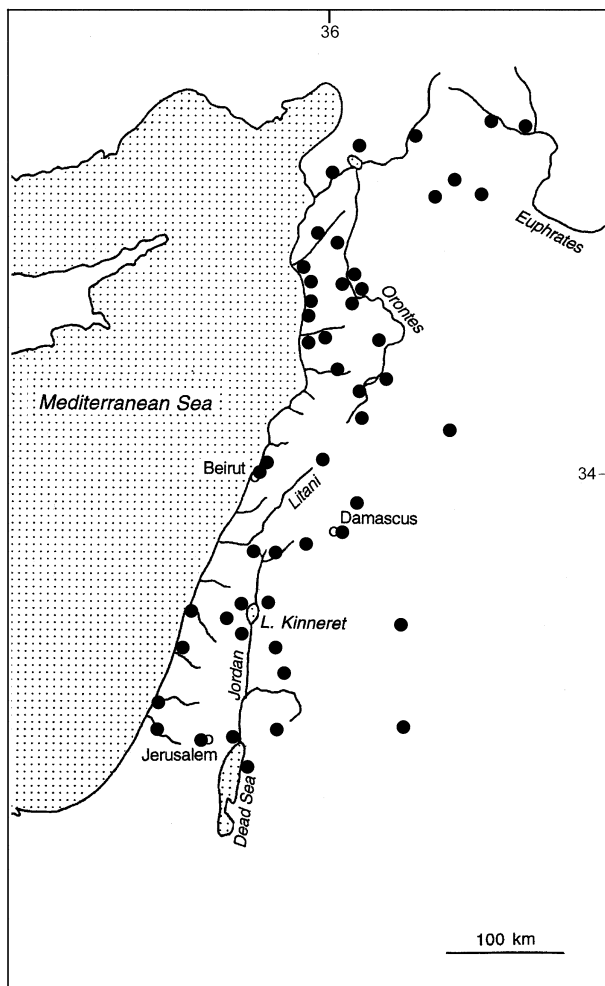 36
Euphrates
Orontes
Mediterranean Sea
Beirut
34
Litani
Damascus
L. Kinneret
Jordan
Jerusalem
Dead Sea
100 km